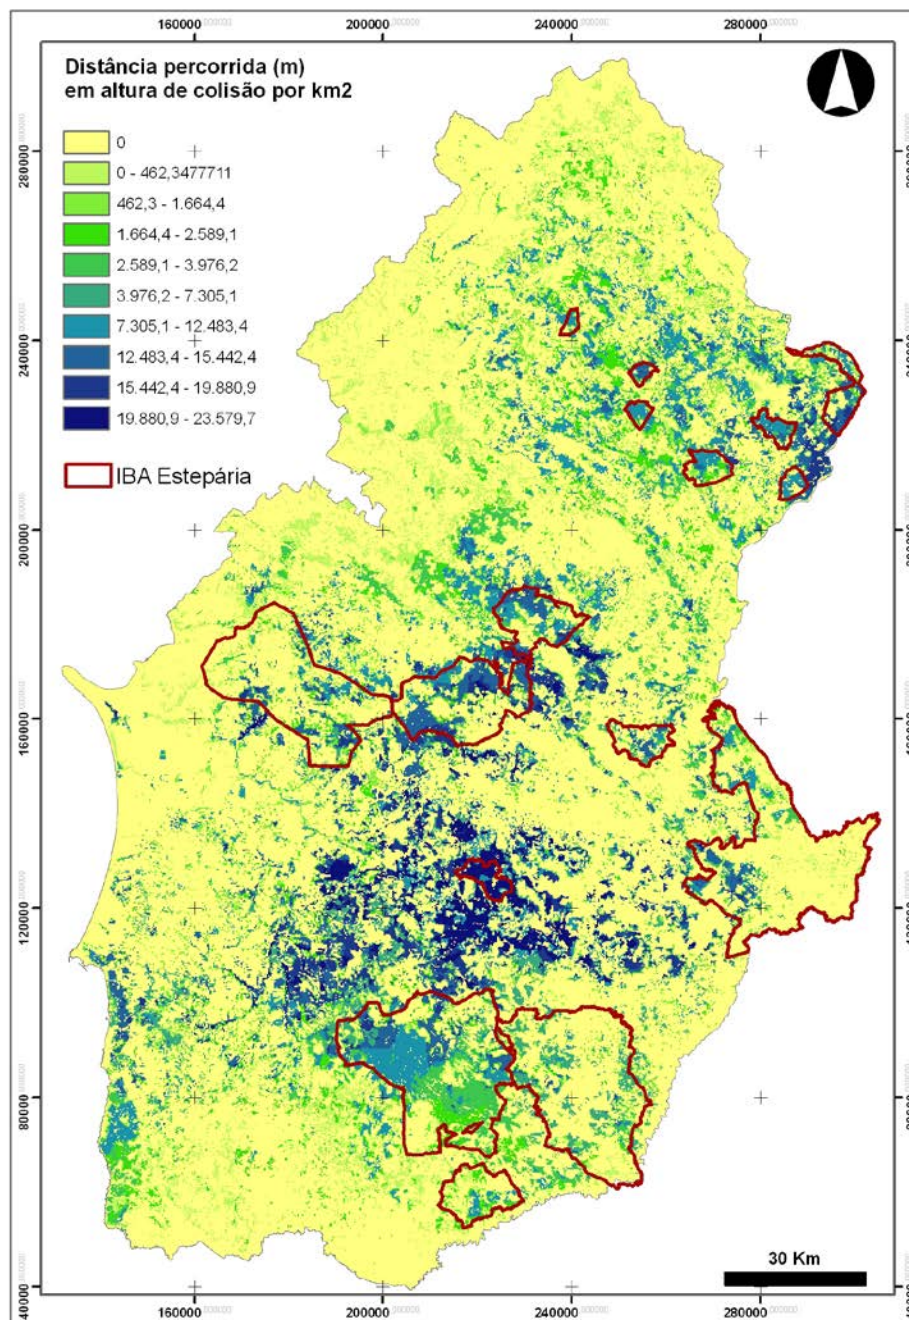 160000 200000 240000 280000
Distância percorrida (m)
em altura de colisão por km2
0
0 - 462,3477711
462,3 - 1.664,4
1.664,4 - 2.589,1
2.589,1 - 3.976,2
3.976,2 - 7.305,1
7.305,1 - 12.483,4
12.483,4 - 15.442,4
15.442,4 - 19.880,9
19.880,9 - 23.579,7
IBA Estepária
280000
240000
200000
160000
120000
80000
40000
30 Km
160000 200000 240000 280000